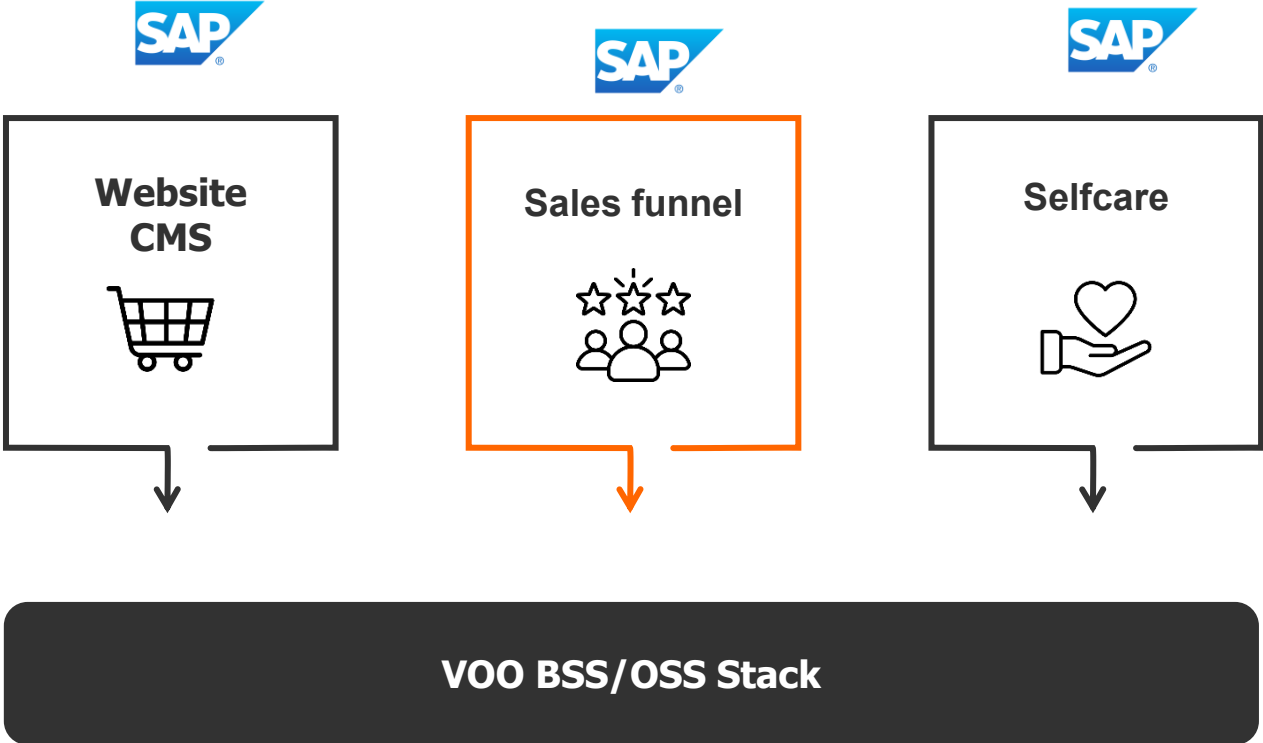 SAP®
SAP®
SAP®
Website
CMS
Sales funnel
Selfcare
VOO BSS/OSS Stack